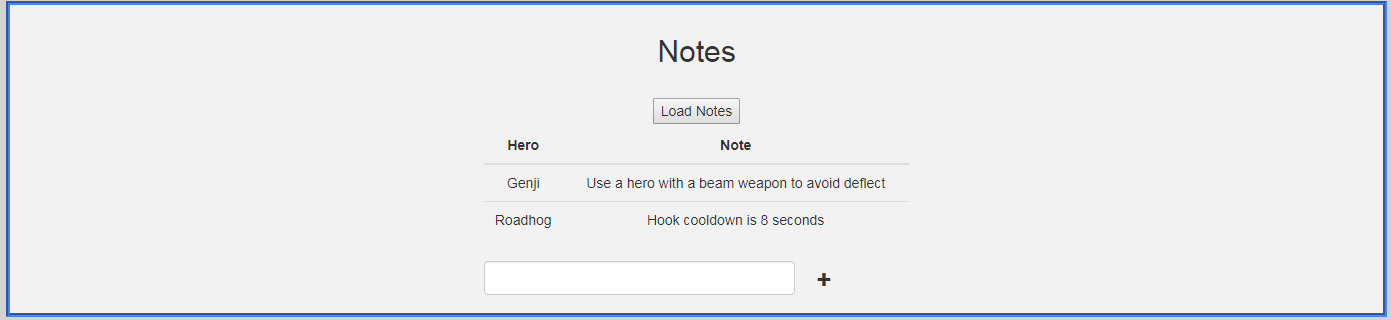 Notes
Load Notes
Hero Note
Genji Use a hero with a beam weapon to avoid deflect
Roadhog Hook cooldown is 8 seconds
+